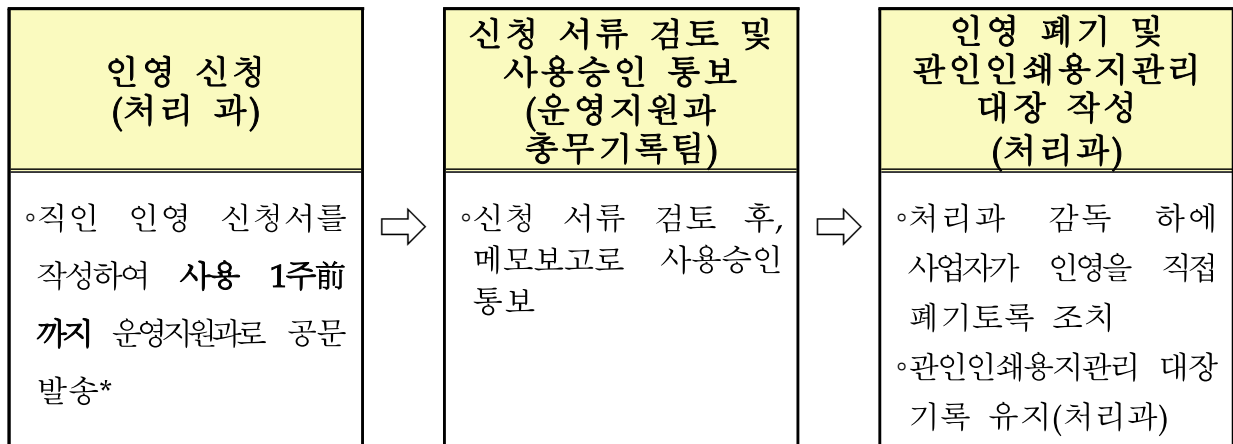 인영 신청
(처리 과)
◦직인 인영 신청서를
작성하여 사용 1주前
까지 운영지원과로 공문
발송*
⇨
신청 서류 검토 및
사용승인 통보
(운영지원과
총무기록팀)
◦신청 서류 검토 후,
메모보고로 사용승인
통보
⇨
인영 폐기 및
관인인쇄용지관리
대장 작성
(처리과)
◦처리과 감독 하에
사업자가 인영을 직접
폐기토록 조치
◦관인인쇄용지관리 대장
기록 유지(처리과)